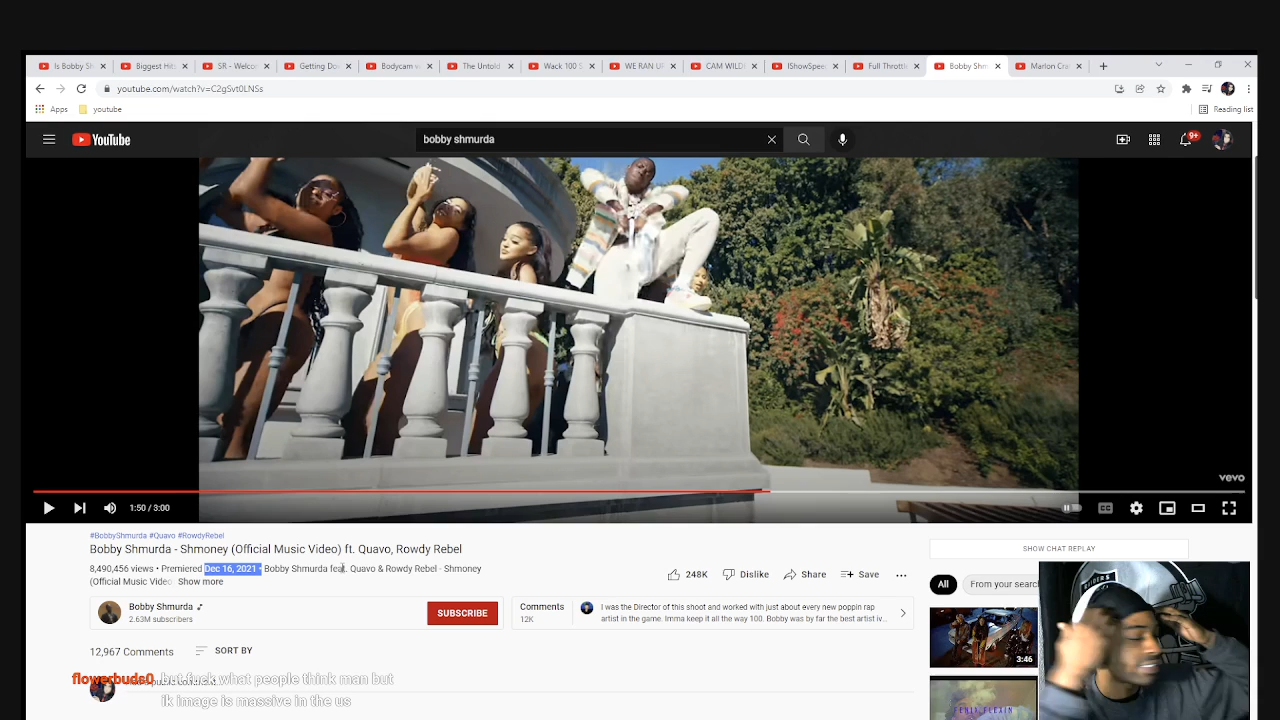 Is Bobby Sh
Biggest Hit
SR - Welco
Getting Do
Bodycam v
The Untold
Wack 100 S
WE RAN UP
CAM WILD
IShowSpee
Full Throttl
Bobby Shm
Marlon Cra
youtube.com/watch?v=C2gSvt0LNSs
Apps
youtube
Reading list
YouTube
bobby shmurda
9+
vevo
1:50 / 3:00
CC
#BobbyShmurda #Quavo #RowdyRebel
Bobby Shmurda - Shmoney (Official Music Video) ft. Quavo, Rowdy Rebel
8,490,456 views • Premiered Dec 16, 2021 • Bobby Shmurda feat. Quavo & Rowdy Rebel - Shmoney
(Official Music Video Show more
248K
Dislike
Share
Save
SHOW CHAT REPLAY
All
From your search
Bobby Shmurda
2.63M subscribers
SUBSCRIBE
Comments
12K
I was the Director of this shoot and worked with just about every new poppin rap
artist in the game. Imma keep it all the way 100. Bobby was by far the best artist iv...
12,967 Comments
SORT BY
3:46
flowerbuds0 but fuck what people think man but
ik image is massive in the us
RAIDERS